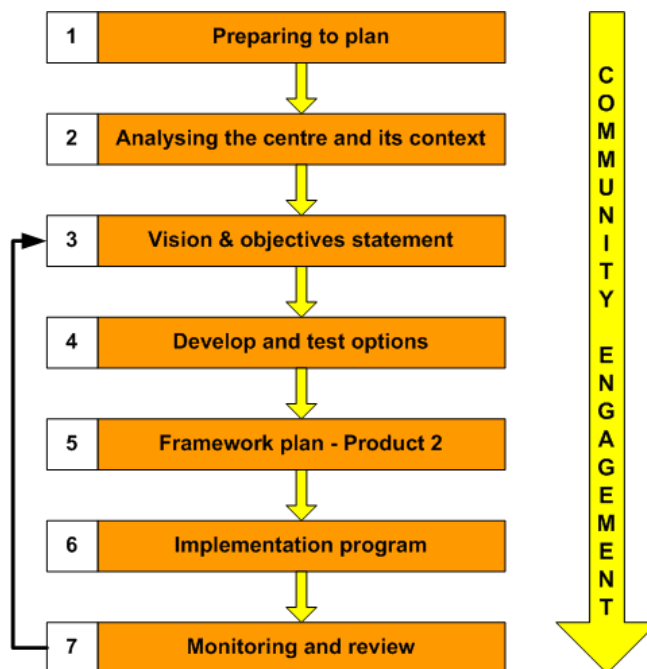 1 Preparing to plan
2 Analysing the centre and its context
3 Vision & objectives statement
4 Develop and test options
5 Framework plan - Product 2
6 Implementation program
7 Monitoring and review
COMMUNITY ENGAGEMENT